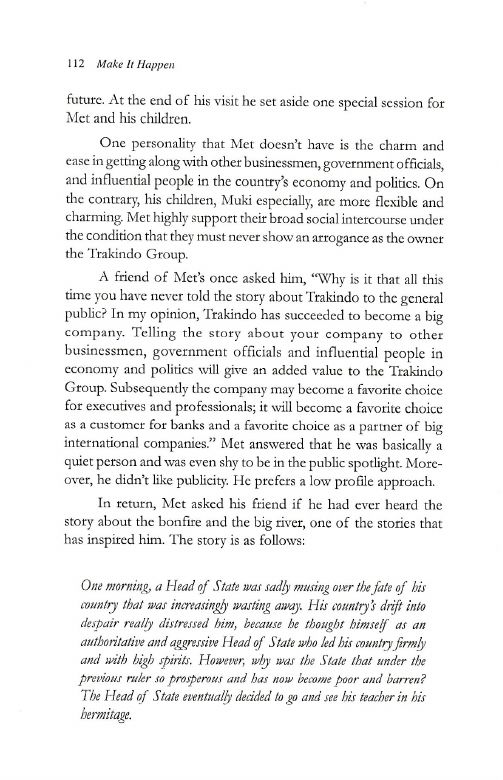 112 Make It Happen
future. At the end of his visit he set aside one special session for
Met and his children.
One personality that Met doesn't have is the charm and
ease in getting along with other businessmen, government officials,
and influential people in the country's economy and politics. On
the contrary, his children, Muki especially, are more flexible and
charming. Met highly support their broad social intercourse under
the condition that they must never show an arrogance as the owner
the Trakindo Group.
A friend of Met's once asked him, “Why is it that all this
time you have never told the story about Trakindo to the general
public? In my opinion, Trakindo has succeeded to become a big
company. Telling the story about your company to other
businessmen, government officials and influential people in
economy and politics will give an added value to the Trakindo
Group. Subsequently the company may become a favorite choice
for executives and professionals; it will become a favorite choice
as a customer for banks and a favorite choice as a partner of big
international companies.” Met answered that he was basically a
quiet person and was even shy to be in the public spotlight. More-
over, he didn't like publicity. He prefers a low profile approach.
In return, Met asked his friend if he had ever heard the
story about the bonfire and the big river, one of the stories that
has inspired him. The story is as follows:
One morning, a Head of State was sadly musing over the fate of his
country that was increasingly wasting away. His country's drift into
despair really distressed him, because he thought himself as an
authoritative and aggressive Head of State who led his country firmly
and with high spirits. However, why was the State that under the
previous ruler so prosperous and has now become poor and barren?
The Head of State eventually decided to go and see his teacher in his
hermitage.